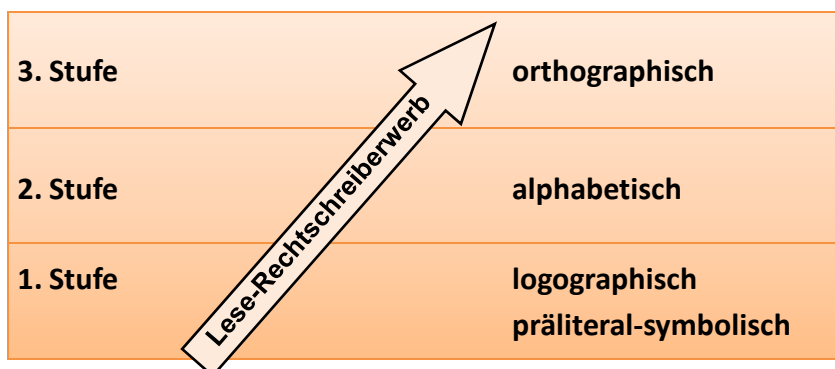 3. Stufe orthographisch
Lese-Rechtschreiberwerb
2. Stufe alphabetisch
1. Stufe logographisch
präliteral-symbolisch